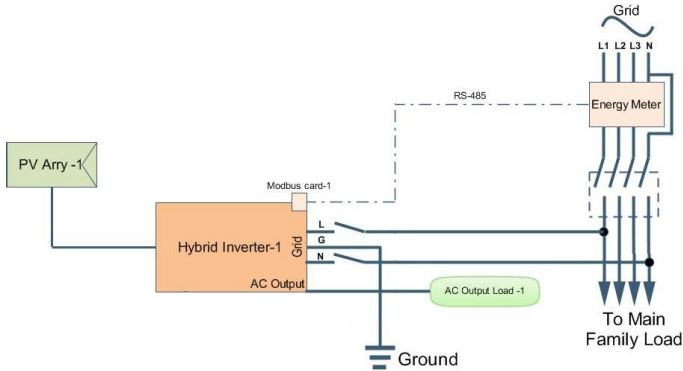 Grid
L1 L2 L3 N
RS-485
Energy Meter
PV Arry -1
Modbus card-1
Hybrid Inverter-1
Grid
L
G
N
AC Output
AC Output Load -1
To Main
Family Load
Ground